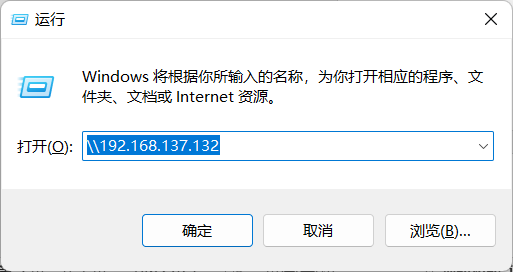 运行
Windows 将根据你所输入的名称，为你打开相应的程序、文
件夹、文档或 Internet 资源。
打开(O): \\192.168.137.132
确定 取消 浏览(B)...